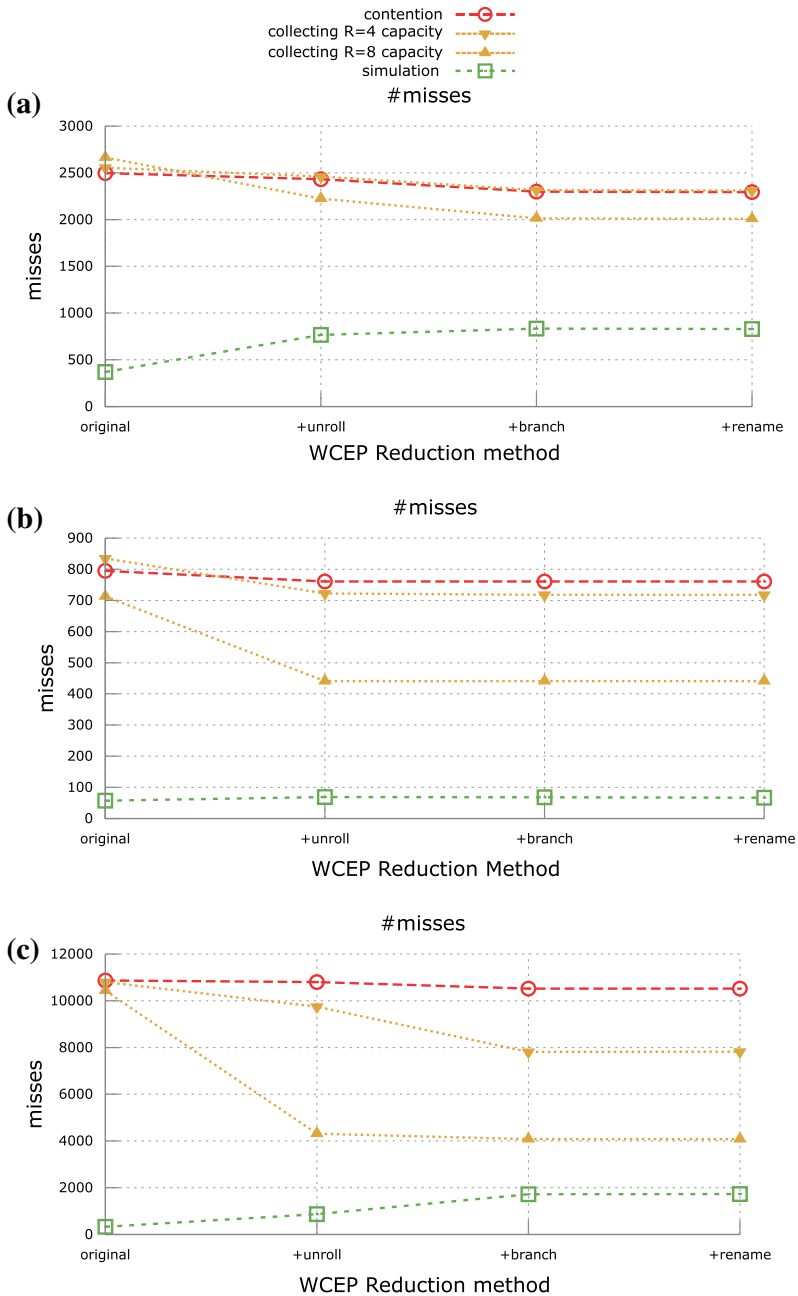 contention
collecting R=4 capacity
collecting R=8 capacity
simulation
(a)
#misses
3000
2500
2000
1500
1000
500
0
misses
original +unroll +branch +rename
WCEP Reduction method
(b)
#misses
900
800
700
600
500
400
300
200
100
0
misses
original +unroll +branch +rename
WCEP Reduction Method
(c)
#misses
12000
10000
8000
6000
4000
2000
0
misses
original +unroll +branch +rename
WCEP Reduction method